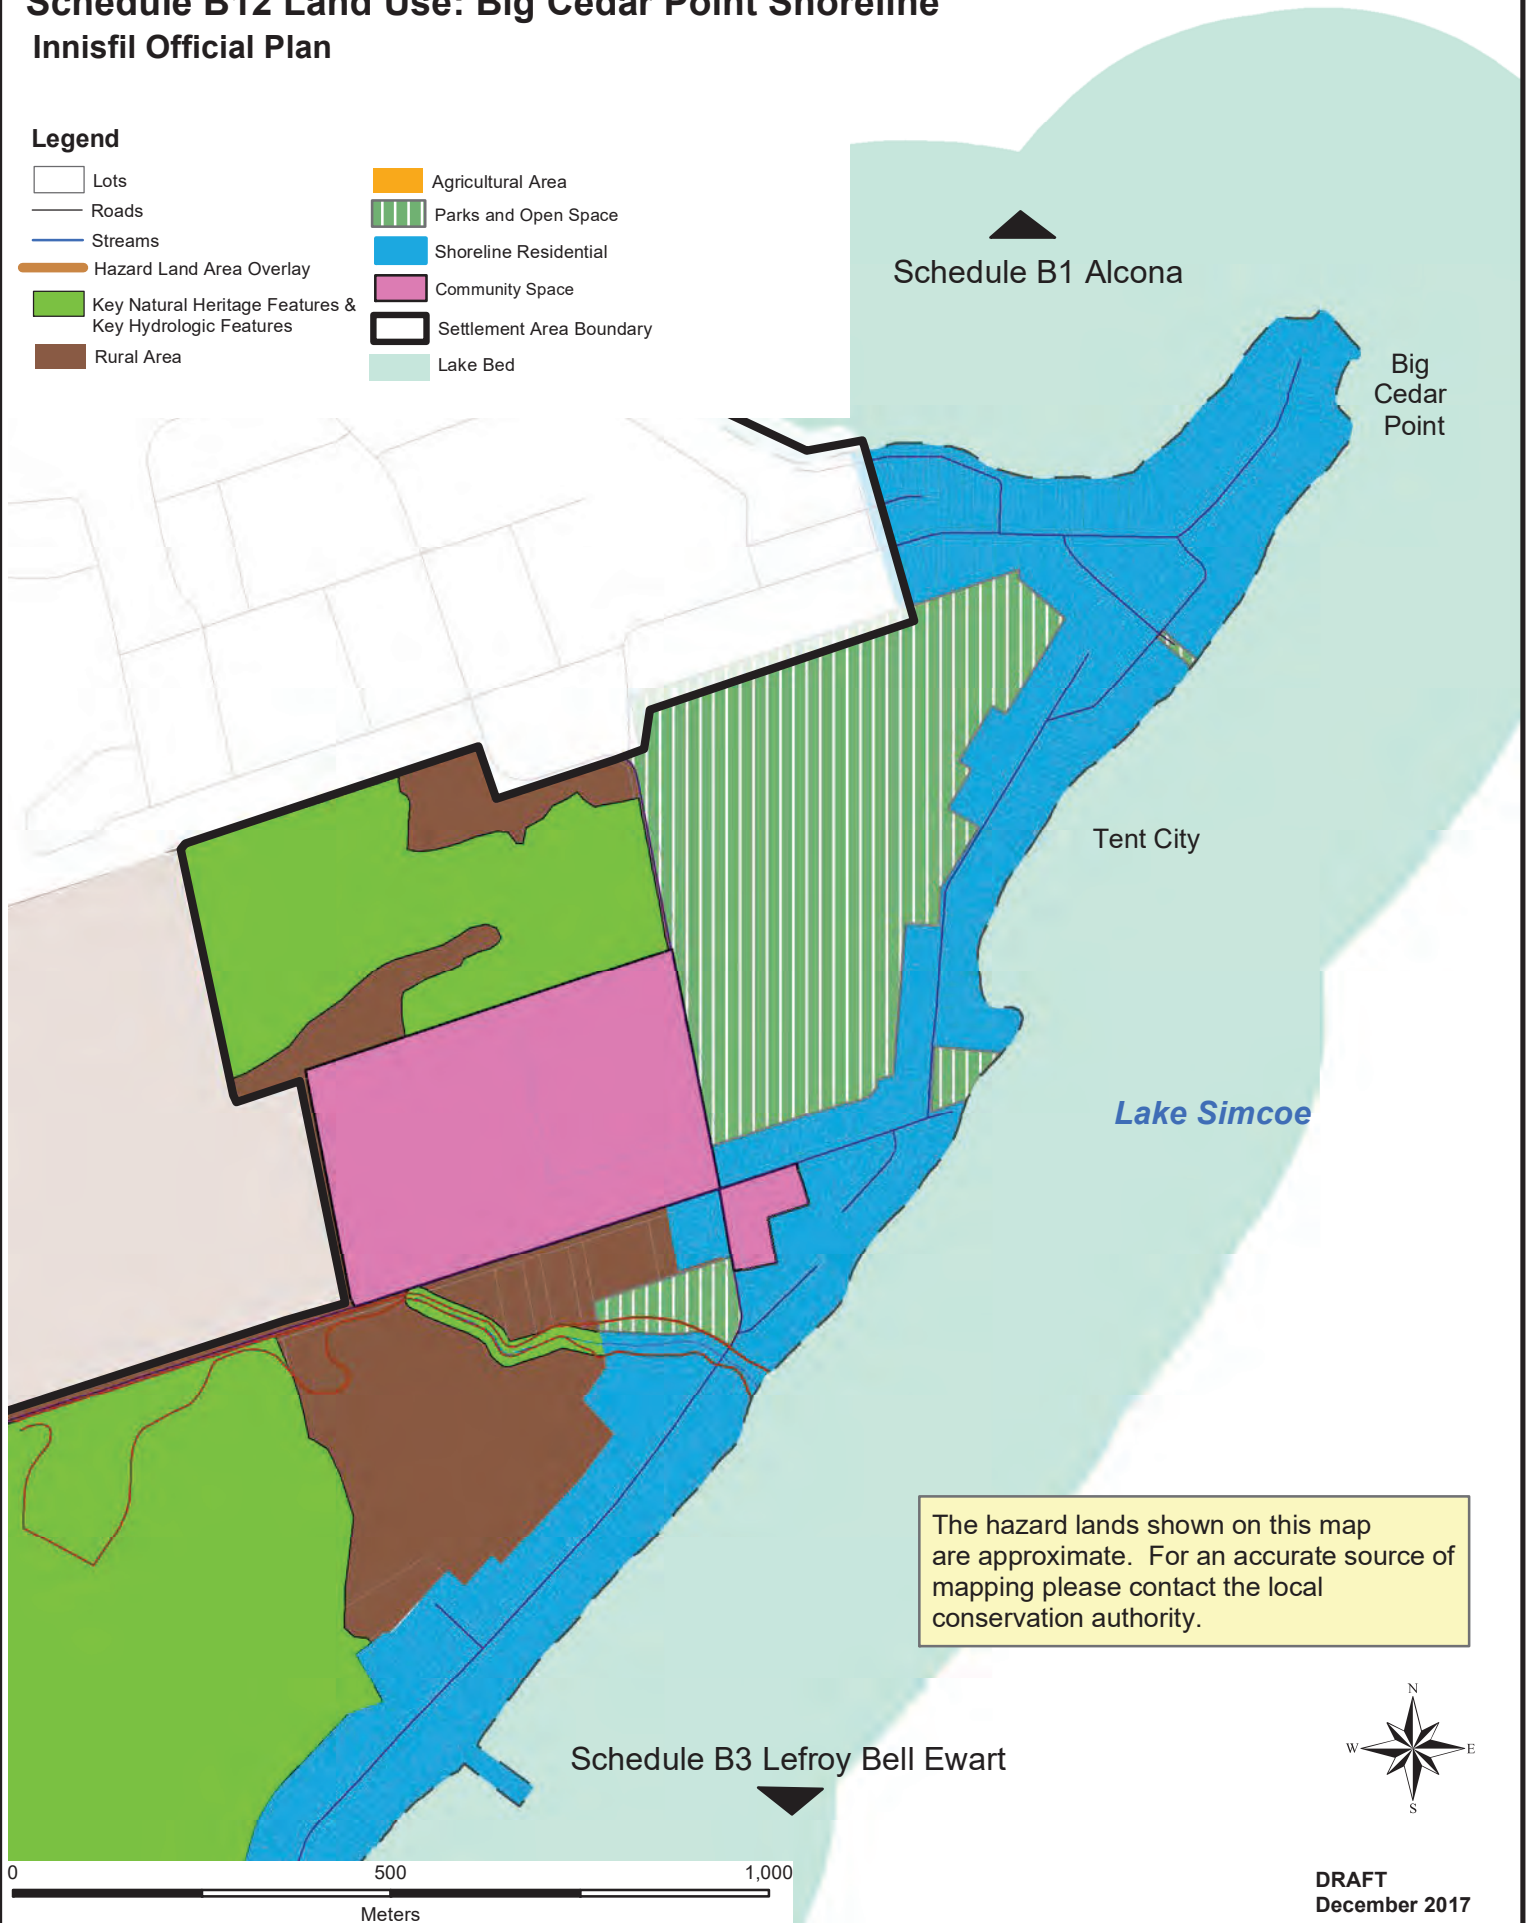 Schedule B12 Land Use: Big Cedar Point Shoreline
Innisfil Official Plan
Legend
Lots
Roads
Streams
Hazard Land Area Overlay
Key Natural Heritage Features &
Key Hydrologic Features
Rural Area
Agricultural Area
Parks and Open Space
Shoreline Residential
Community Space
Settlement Area Boundary
Lake Bed
Schedule B1 Alcona
Big
Cedar
Point
Tent City
Lake Simcoe
The hazard lands shown on this map
are approximate. For an accurate source of
mapping please contact the local
conservation authority.
Schedule B3 Lefroy Bell Ewart
N
W
E
S
0
500
1,000
Meters
DRAFT
December 2017